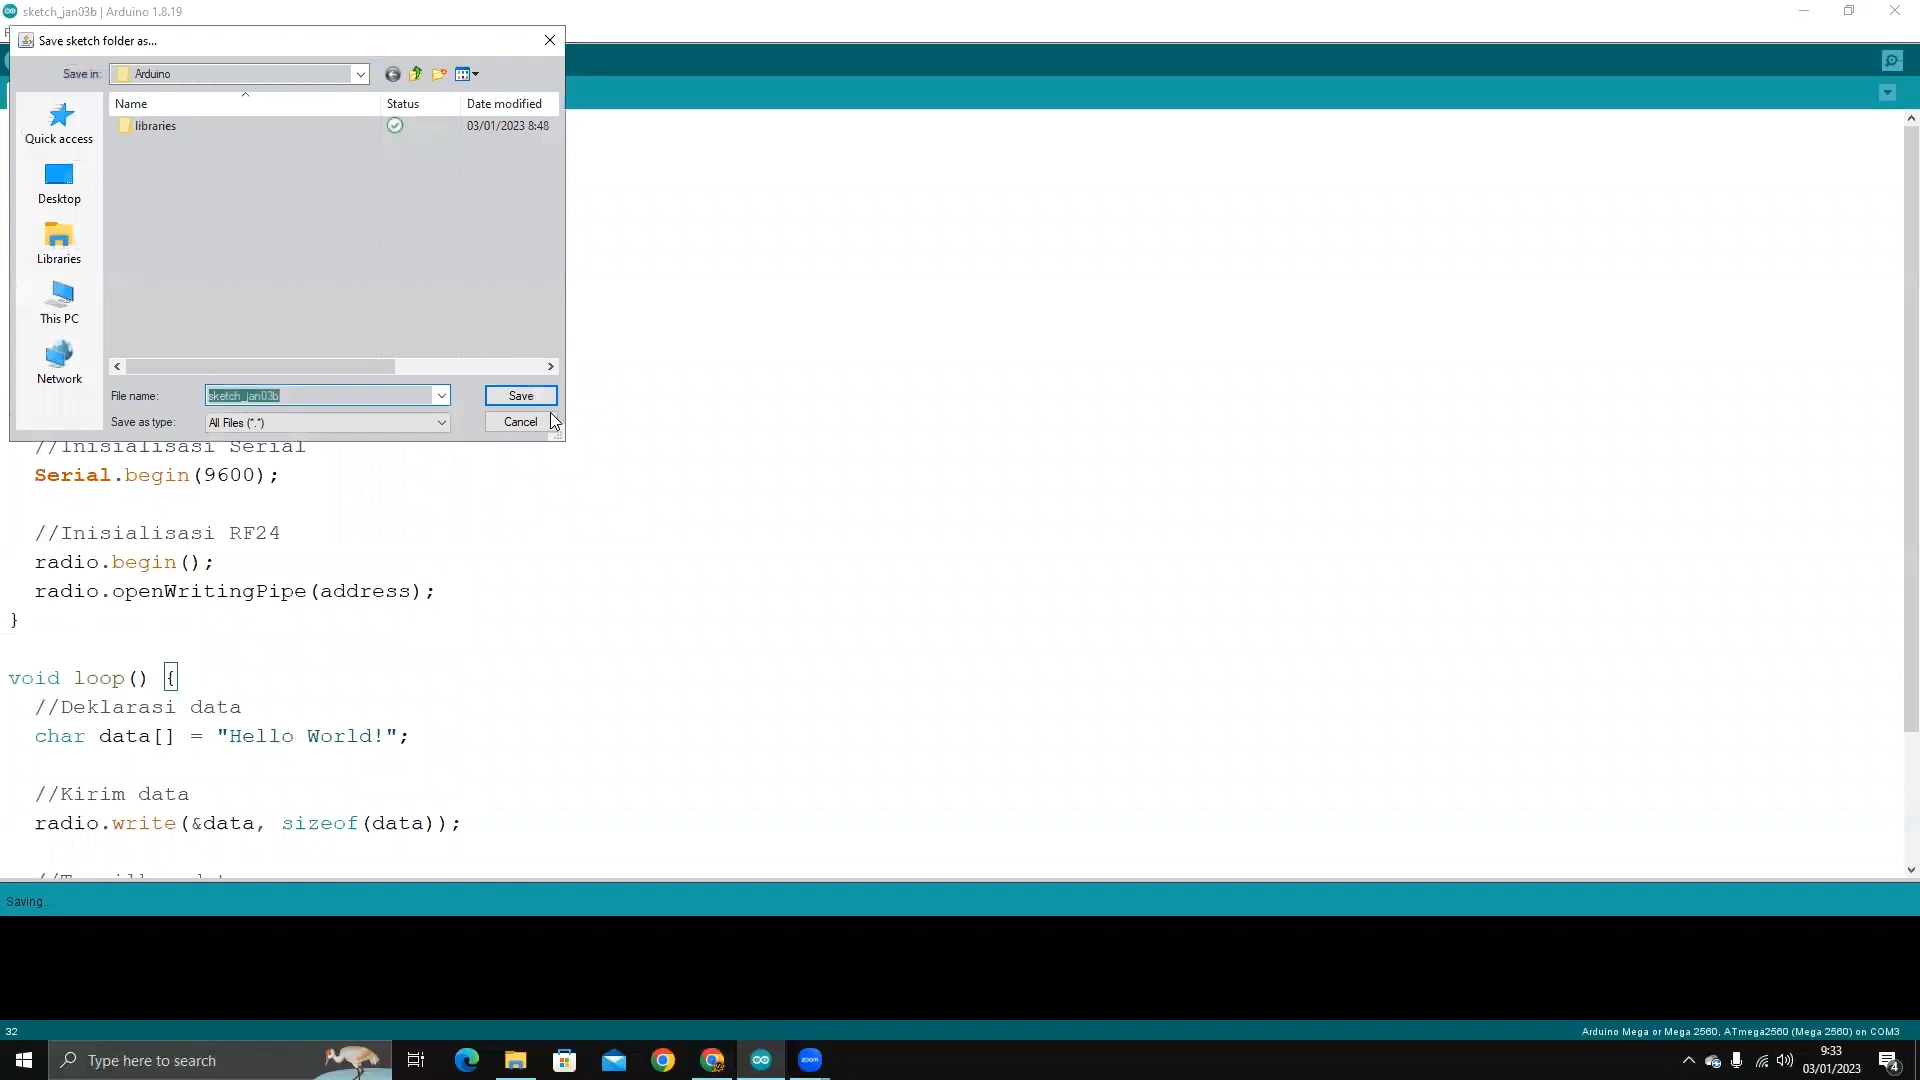 sketch_jan03b | Arduino 1.8.19
Save sketch folder as...
Save in:
Arduino
Name
Status
Date modified
libraries
03/01/2023 8:48
Quick access
Desktop
Libraries
This PC
Network
File name:
sketch_jan03b
Save
Save as type:
All Files (*.*)
Cancel
//Inisialisasi Serial
Serial.begin(9600);
//Inisialisasi RF24
radio.begin();
radio.openWritingPipe(address);
}
void loop() {
//Deklarasi data
char data[] = "Hello World!";
//Kirim data
radio.write(&data, sizeof(data));
Saving...
32
Arduino Mega or Mega 2560, ATmega2560 (Mega 2560) on COM3
Type here to search
zoom
9:33
03/01/2023
4